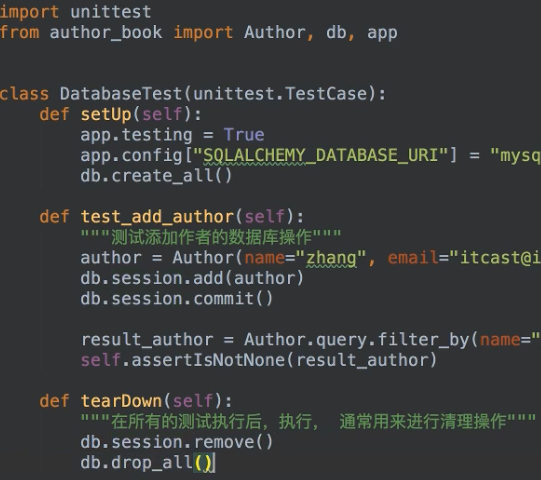 import unittest
from author_book import Author, db, app
class DatabaseTest(unittest.TestCase):
def setUp(self):
app.testing = True
app.config["SQLALCHEMY_DATABASE_URI"] = "mysq
db.create_all()
def test_add_author(self):
"""测试添加作者的数据库操作"""
author = Author(name="zhang", email="itcast@i
db.session.add(author)
db.session.commit()
result_author = Author.query.filter_by(name="
self.assertIsNotNone(result_author)
def tearDown(self):
"""在所有的测试执行后，执行， 通常用来进行清理操作"""
db.session.remove()
db.drop_all()